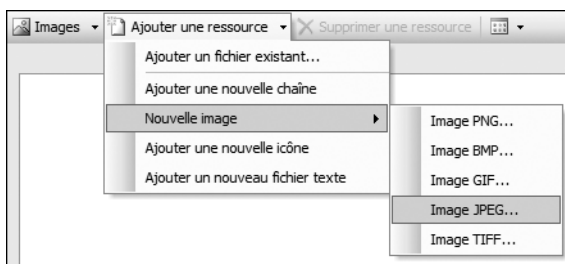 Images Ajouter une ressource Supprimer une ressource
Ajouter un fichier existant...
Ajouter une nouvelle chaîne
Nouvelle image
Ajouter une nouvelle icône
Ajouter un nouveau fichier texte
Image PNG...
Image BMP...
Image GIF...
Image JPEG...
Image TIFF...